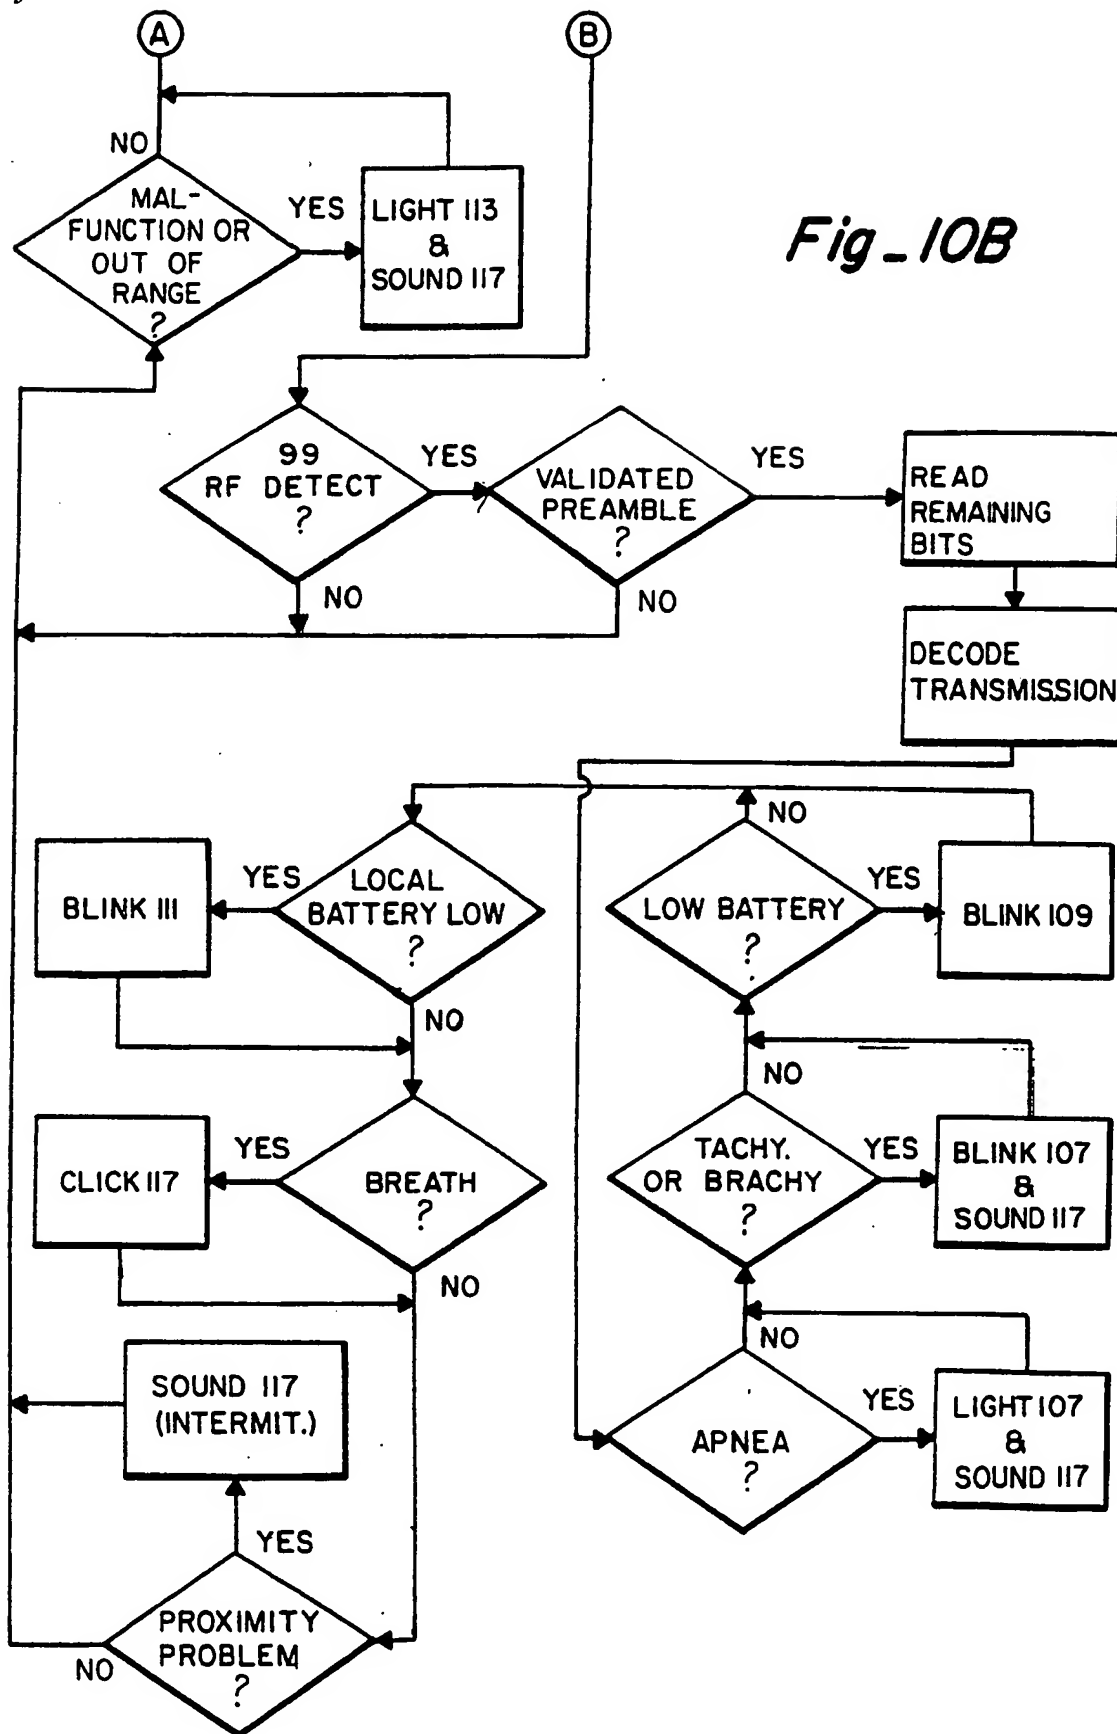 A
B
NO
MAL-
FUNCTION OR
OUT OF
RANGE
?
YES
LIGHT 113
&
SOUND 117
Fig_10B
99
RF DETECT
?
YES
NO
VALIDATED
PREAMBLE
?
YES
NO
READ
REMAINING
BITS
DECODE
TRANSMISSION
NO
LOCAL
BATTERY LOW
?
YES
BLINK 111
NO
LOW BATTERY
?
YES
BLINK 109
NO
BREATH
?
YES
CLICK 117
NO
TACHY.
OR BRACHY
?
YES
BLINK 107
&
SOUND 117
NO
SOUND 117
(INTERMIT.)
YES
APNEA
?
YES
LIGHT 107
&
SOUND 117
PROXIMITY
PROBLEM
?
NO